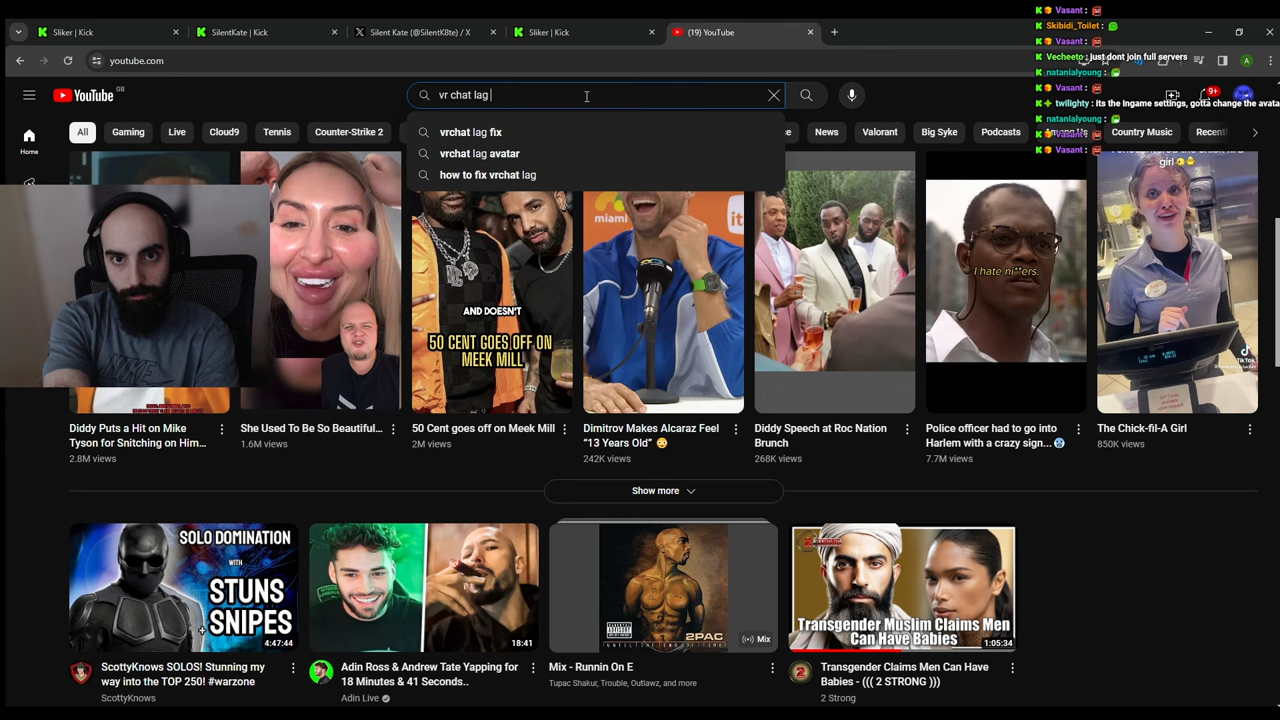 Vasant :
Sliker | Kick
SilentKate | Kick
Silent Kate (@SilentK8te) / X
Sliker | Kick
(19) YouTube
Skibidi_Toilet :
Vasant :
youtube.com
Vecheeto : just dont join full servers
natanialyoung :
Vasant :
YouTube GB
vr chat lag
9+
twilighty : Its the ingame settings, gotta change the avata
natanialyoung :
Vasant :
Vasant :
Home
All
Gaming
Live
Cloud9
Tennis
Counter-Strike 2
News
Valorant
Sports
Podcasts
Among Us
Country Music
Recent
vrchat lag fix
vrchat lag avatar
how to fix vrchat lag
girl
miami
it
I hate ni**ers.
AND DOESN'T
50 CENT GOES OFF ON
MEEK MILL
TikTok
Diddy Puts a Hit on Mike
Tyson for Snitching on Him...
2.8M views
She Used To Be So Beautiful...
1.6M views
50 Cent goes off on Meek Mill
2M views
Dimitrov Makes Alcaraz Feel
“13 Years Old”
242K views
Diddy Speech at Roc Nation
Brunch
268K views
Police officer had to go into
Harlem with a crazy sign...
7.7M views
The Chick-fil-A Girl
850K views
Show more
SOLO DOMINATION
WITH
STUNS
+ SNIPES
4:47:44
18:41
2PAC
Mix
Transgender Muslim Claims Men
Can Have Babies
1:05:34
ScottyKnows SOLOS! Stunning my
way into the TOP 250! #warzone
ScottyKnows
Adin Ross & Andrew Tate Yapping for
18 Minutes & 41 Seconds..
Adin Live
Mix - Runnin On E
Tupac Shakur, Trouble, Outlawz, and more
Transgender Claims Men Can Have
Babies - ((( 2 STRONG )))
2 Strong